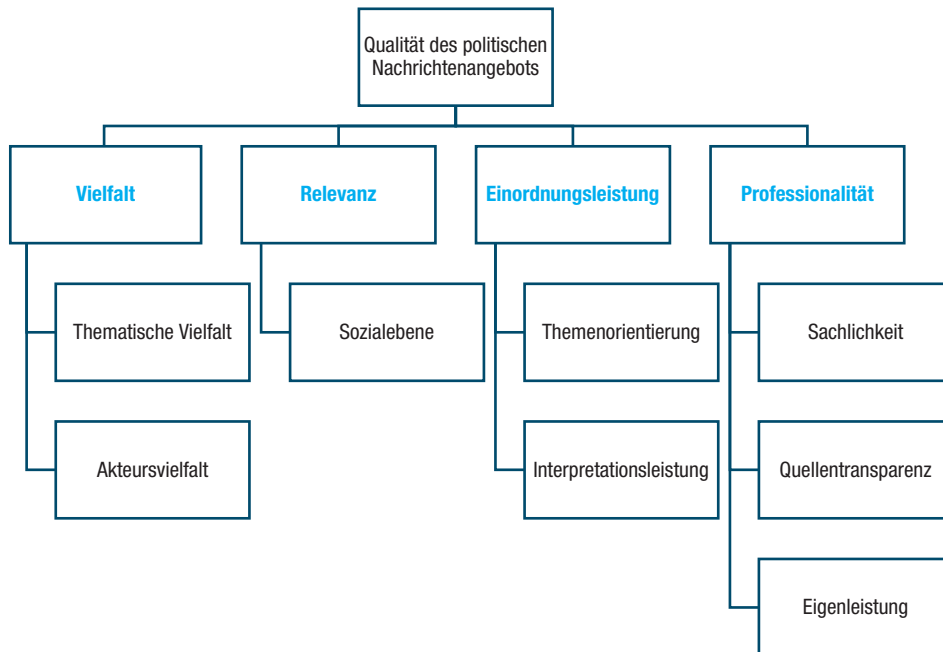 Qualität des politischen
Nachrichtenangebots
Vielfalt
Relevanz
Einordnungsleistung
Professionalität
Thematische Vielfalt
Sozialebene
Themenorientierung
Sachlichkeit
Akteursvielfalt
Interpretationsleistung
Quellentransparenz
Eigenleistung